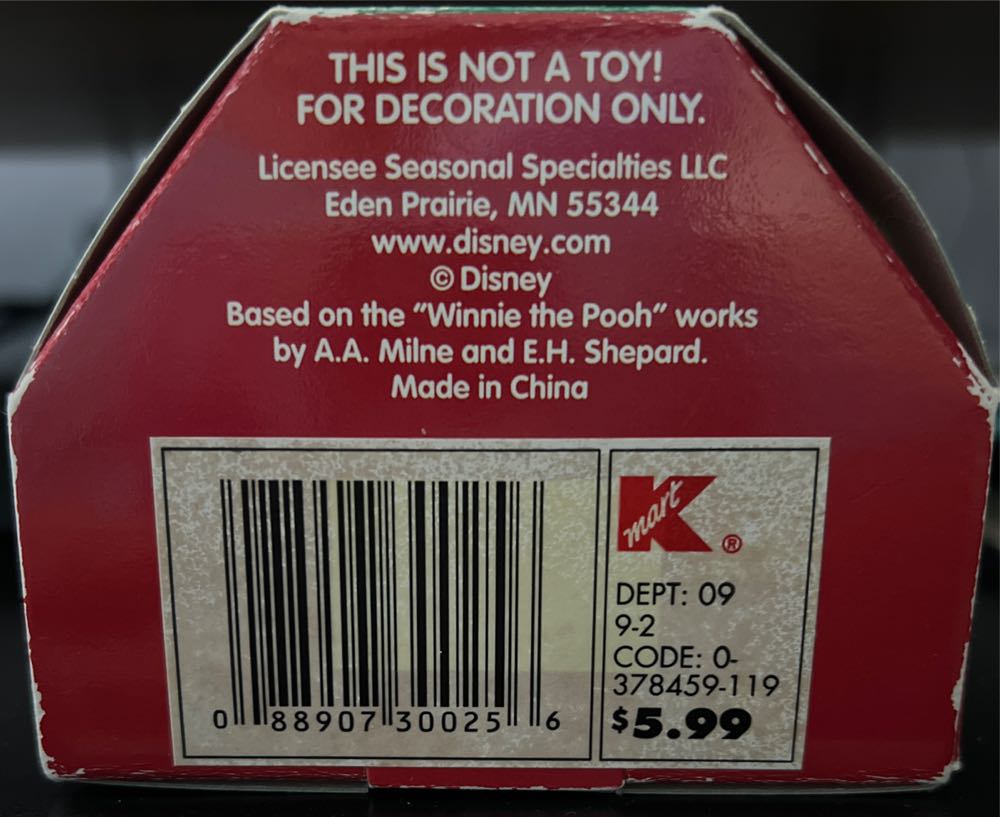 THIS IS NOT A TOY!
FOR DECORATION ONLY.
Licensee Seasonal Specialties LLC
Eden Prairie, MN 55344
www.disney.com
© Disney
Based on the “Winnie the Pooh” works
by A.A. Milne and E.H. Shepard.
Made in China
Kmart®
DEPT: 09
9-2
CODE: 0-
378459-119
$5.99
0 88907 30025 6